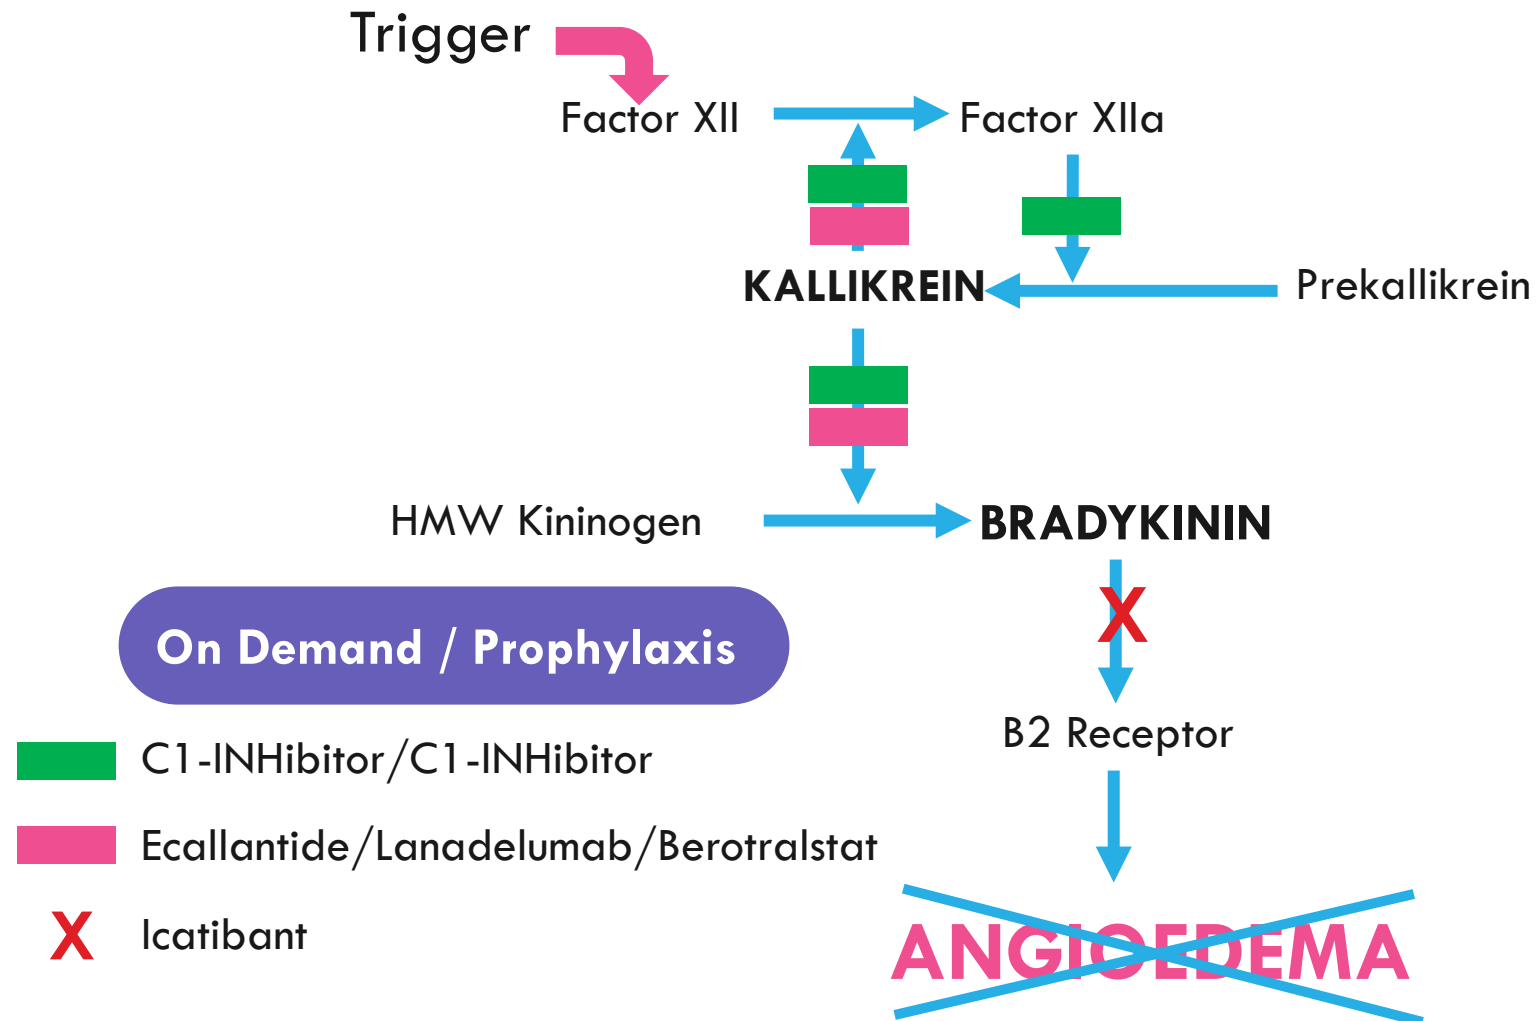 Trigger
Factor XII
Factor XIIa
KALLIKREIN
Prekallikrein
HMW Kininogen
BRADYKININ
On Demand / Prophylaxis
X
B2 Receptor
C1-INHibitor/C1-INHibitor
Ecallantide/Lanadelumab/Berotralstat
X Icatibant
ANGIOEDEMA